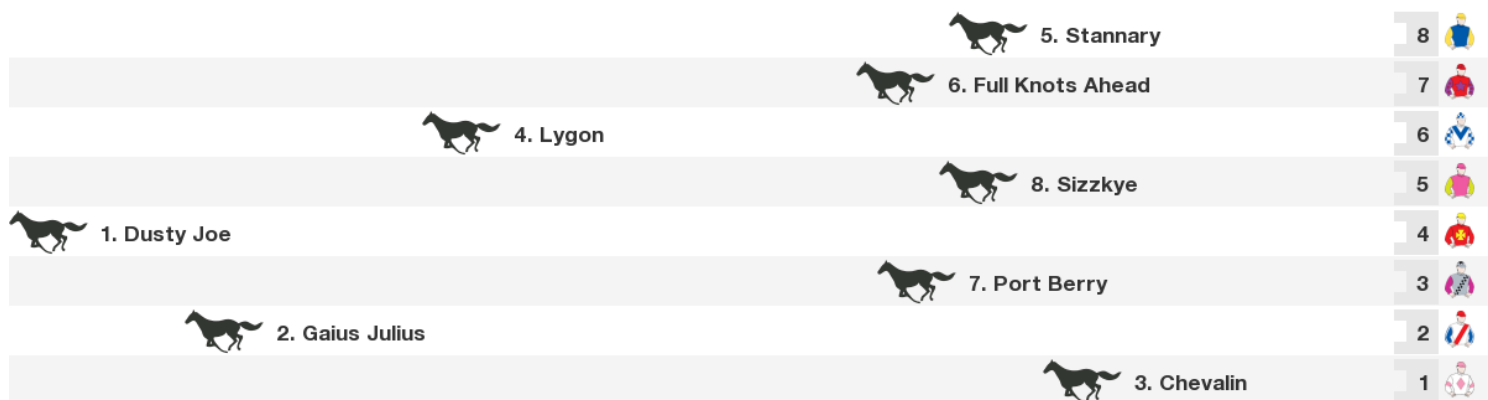 5. Stannary 8
6. Full Knots Ahead 7
4. Lygon 6
8. Sizzkye 5
1. Dusty Joe 4
7. Port Berry 3
2. Gaius Julius 2
3. Chevalin 1